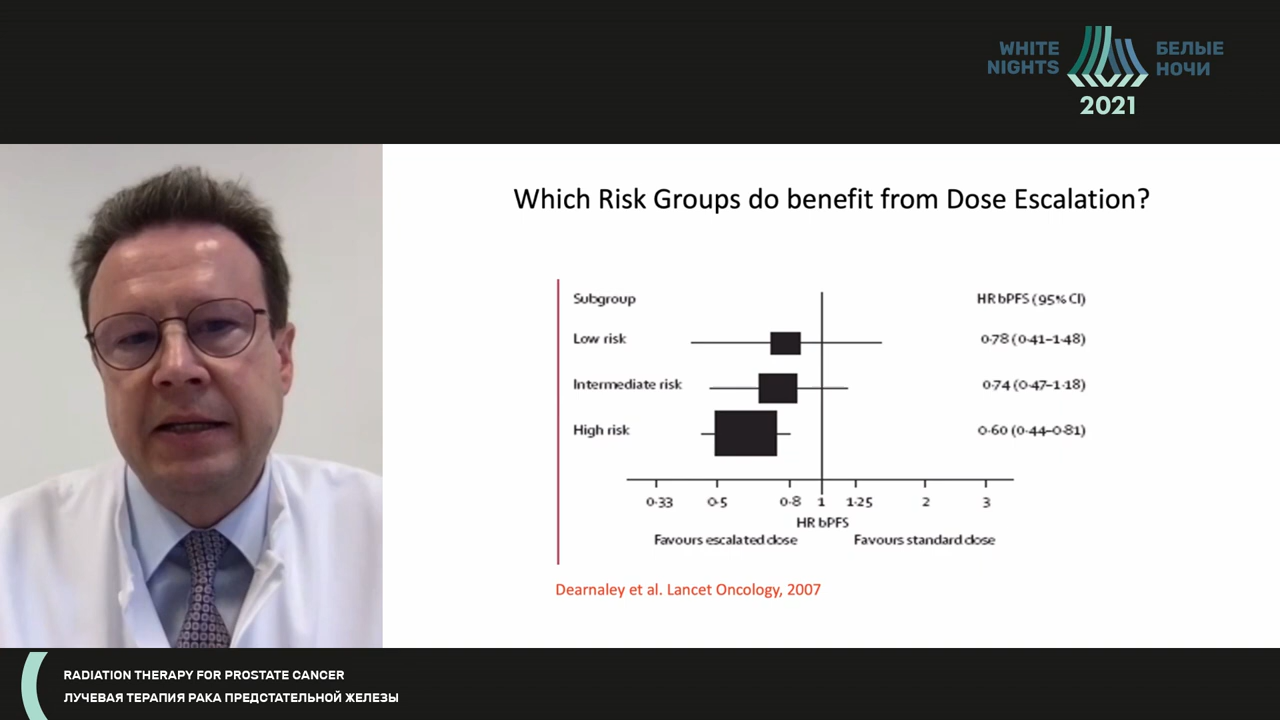 WHITE NIGHTS
БЕЛЫЕ НОЧИ
2021
Which Risk Groups do benefit from Dose Escalation?
Subgroup HR bPFS (95% CI)
Low risk 0·78 (0·41–1·48)
Intermediate risk 0·74 (0·47–1·18)
High risk 0·60 (0·44–0·81)
0·33 0·5 0·8 1 1·25 2 3
HR bPFS
Favours escalated dose Favours standard dose
Dearnaley et al. Lancet Oncology, 2007
RADIATION THERAPY FOR PROSTATE CANCER
ЛУЧЕВАЯ ТЕРАПИЯ РАКА ПРЕДСТАТЕЛЬНОЙ ЖЕЛЕЗЫ